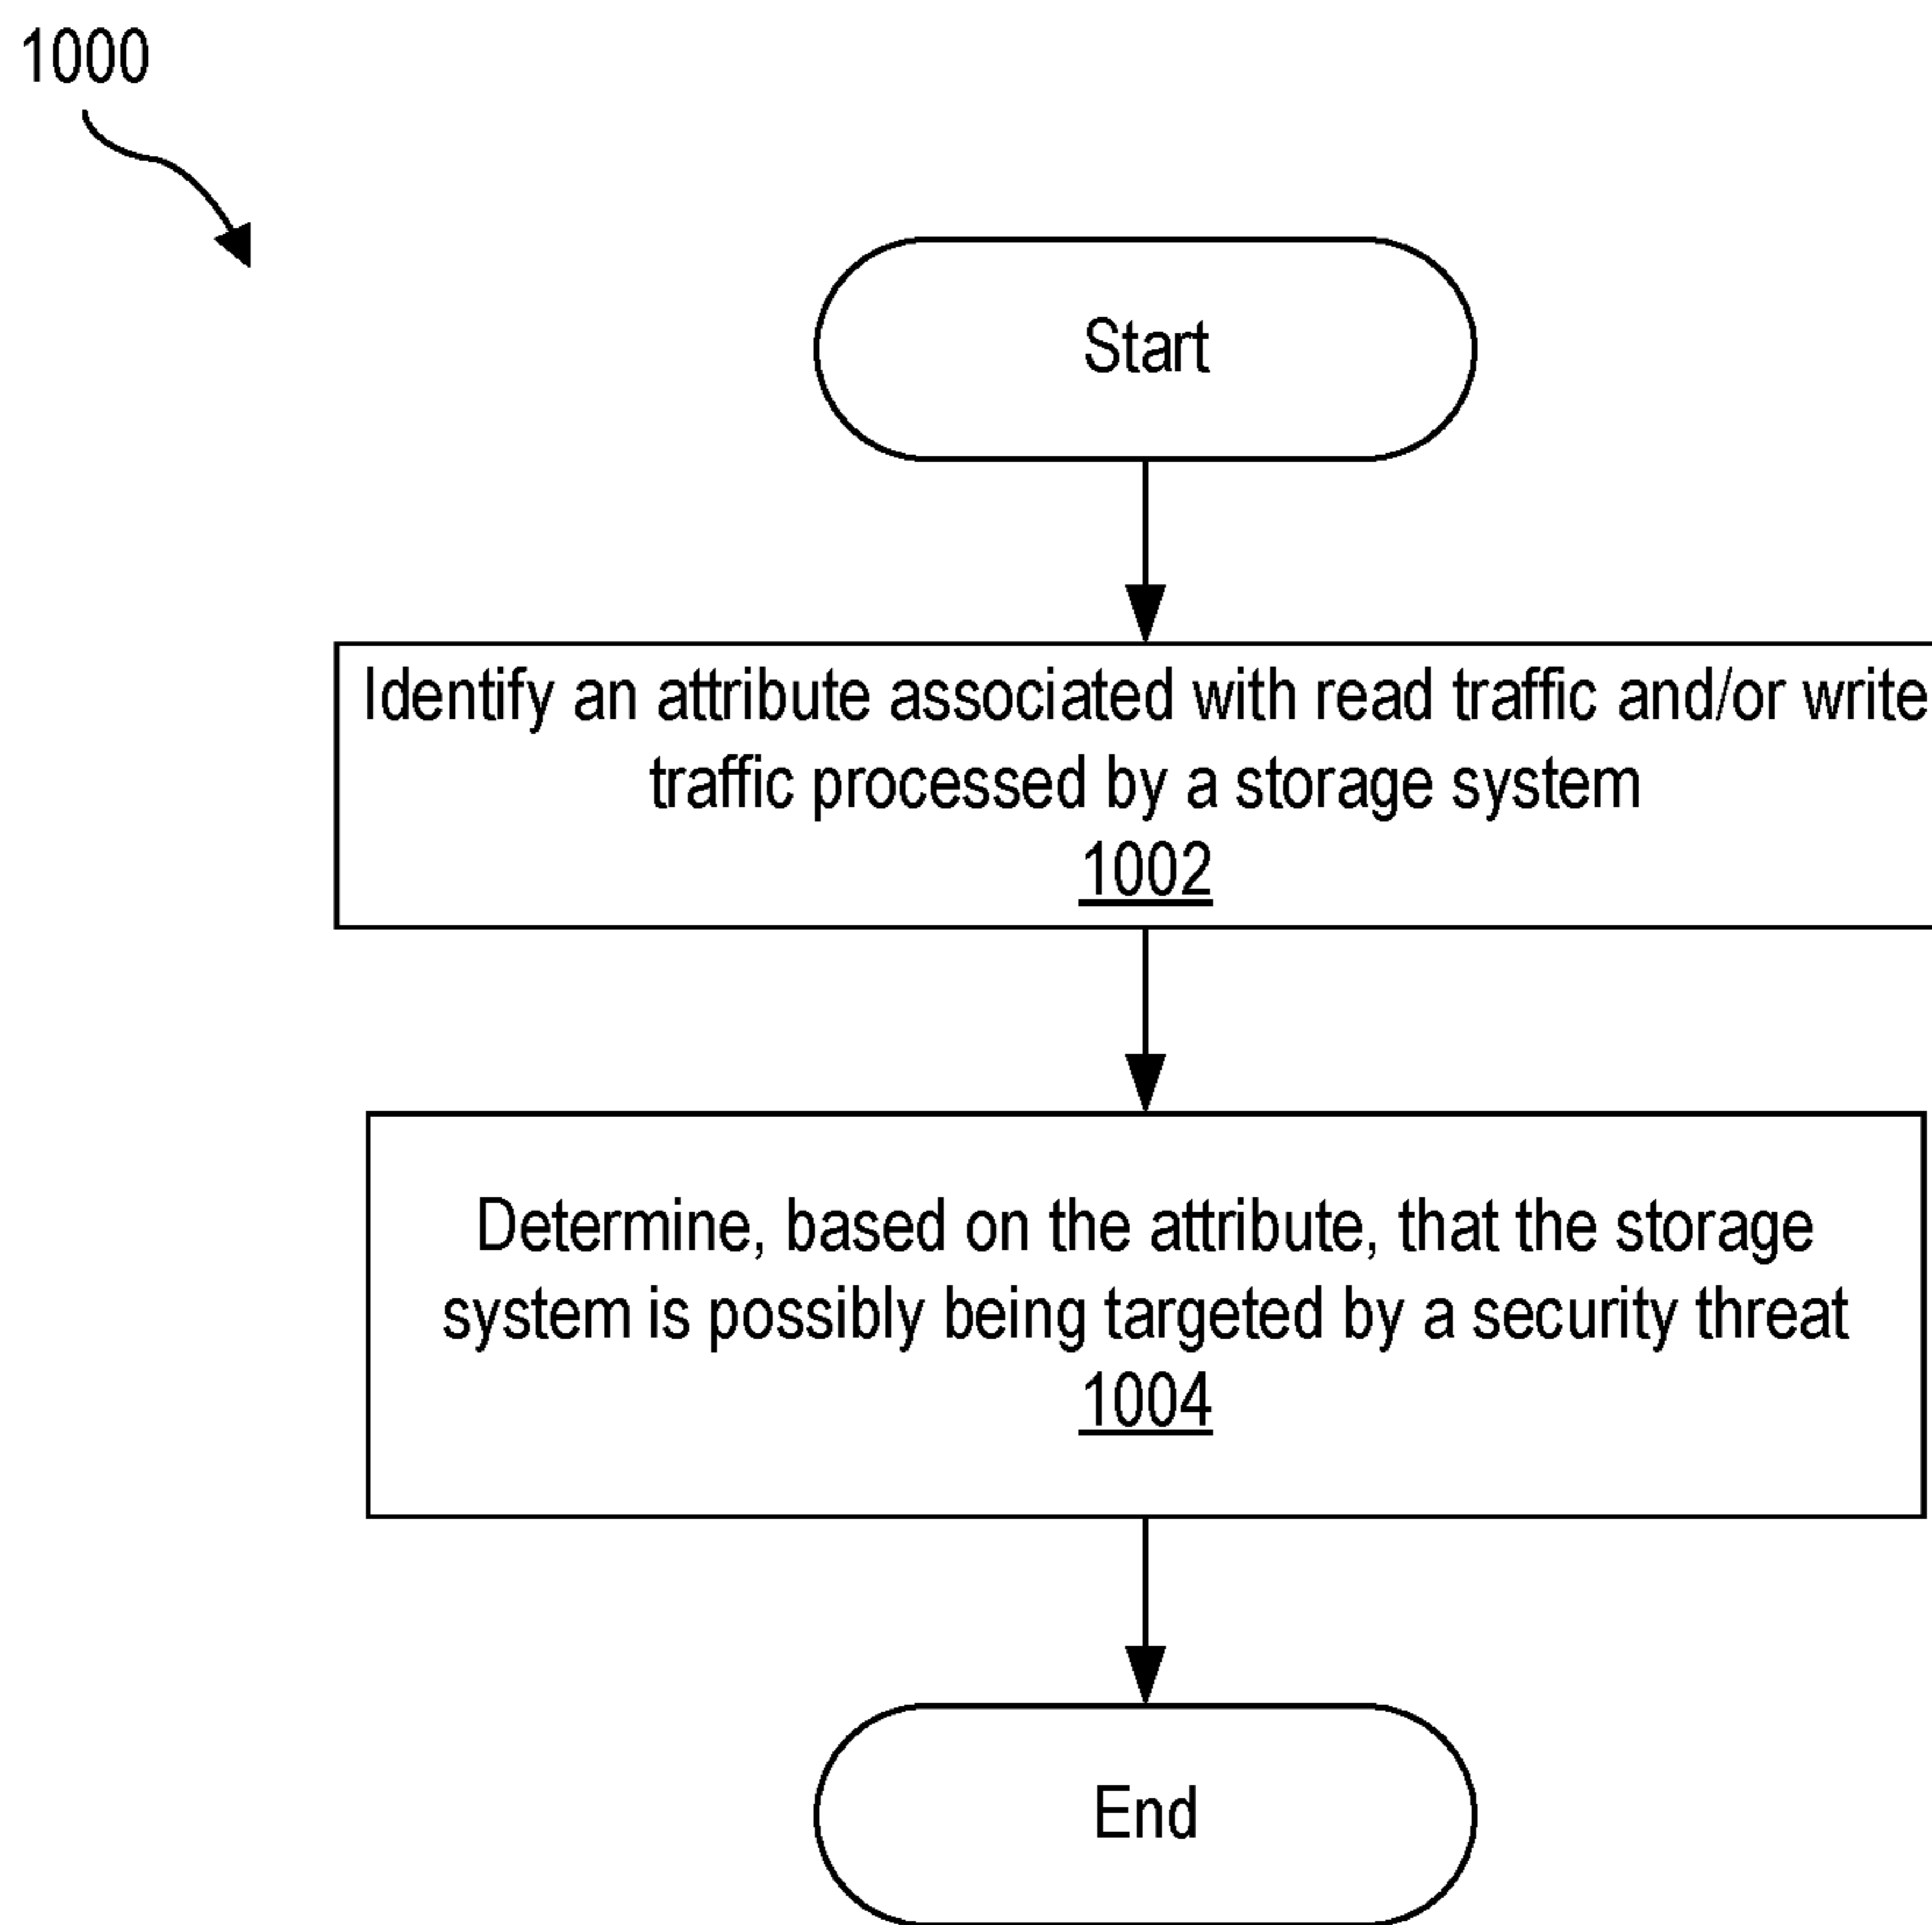 1000
Start
Identify an attribute associated with read traffic and/or write
traffic processed by a storage system
1002
Determine, based on the attribute, that the storage
system is possibly being targeted by a security threat
1004
End